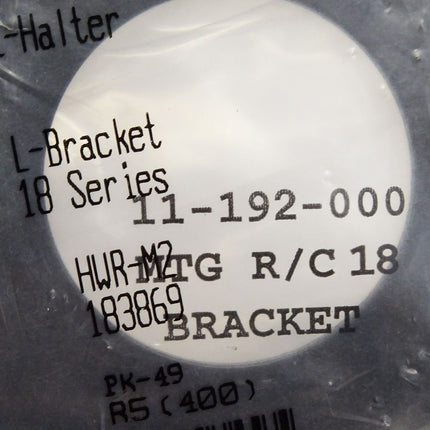 -Halter
L-Bracket
18 Series
11-192-000
HWR-M2
MTG R/C 18
183869
BRACKET
PK-49
R5 (400)